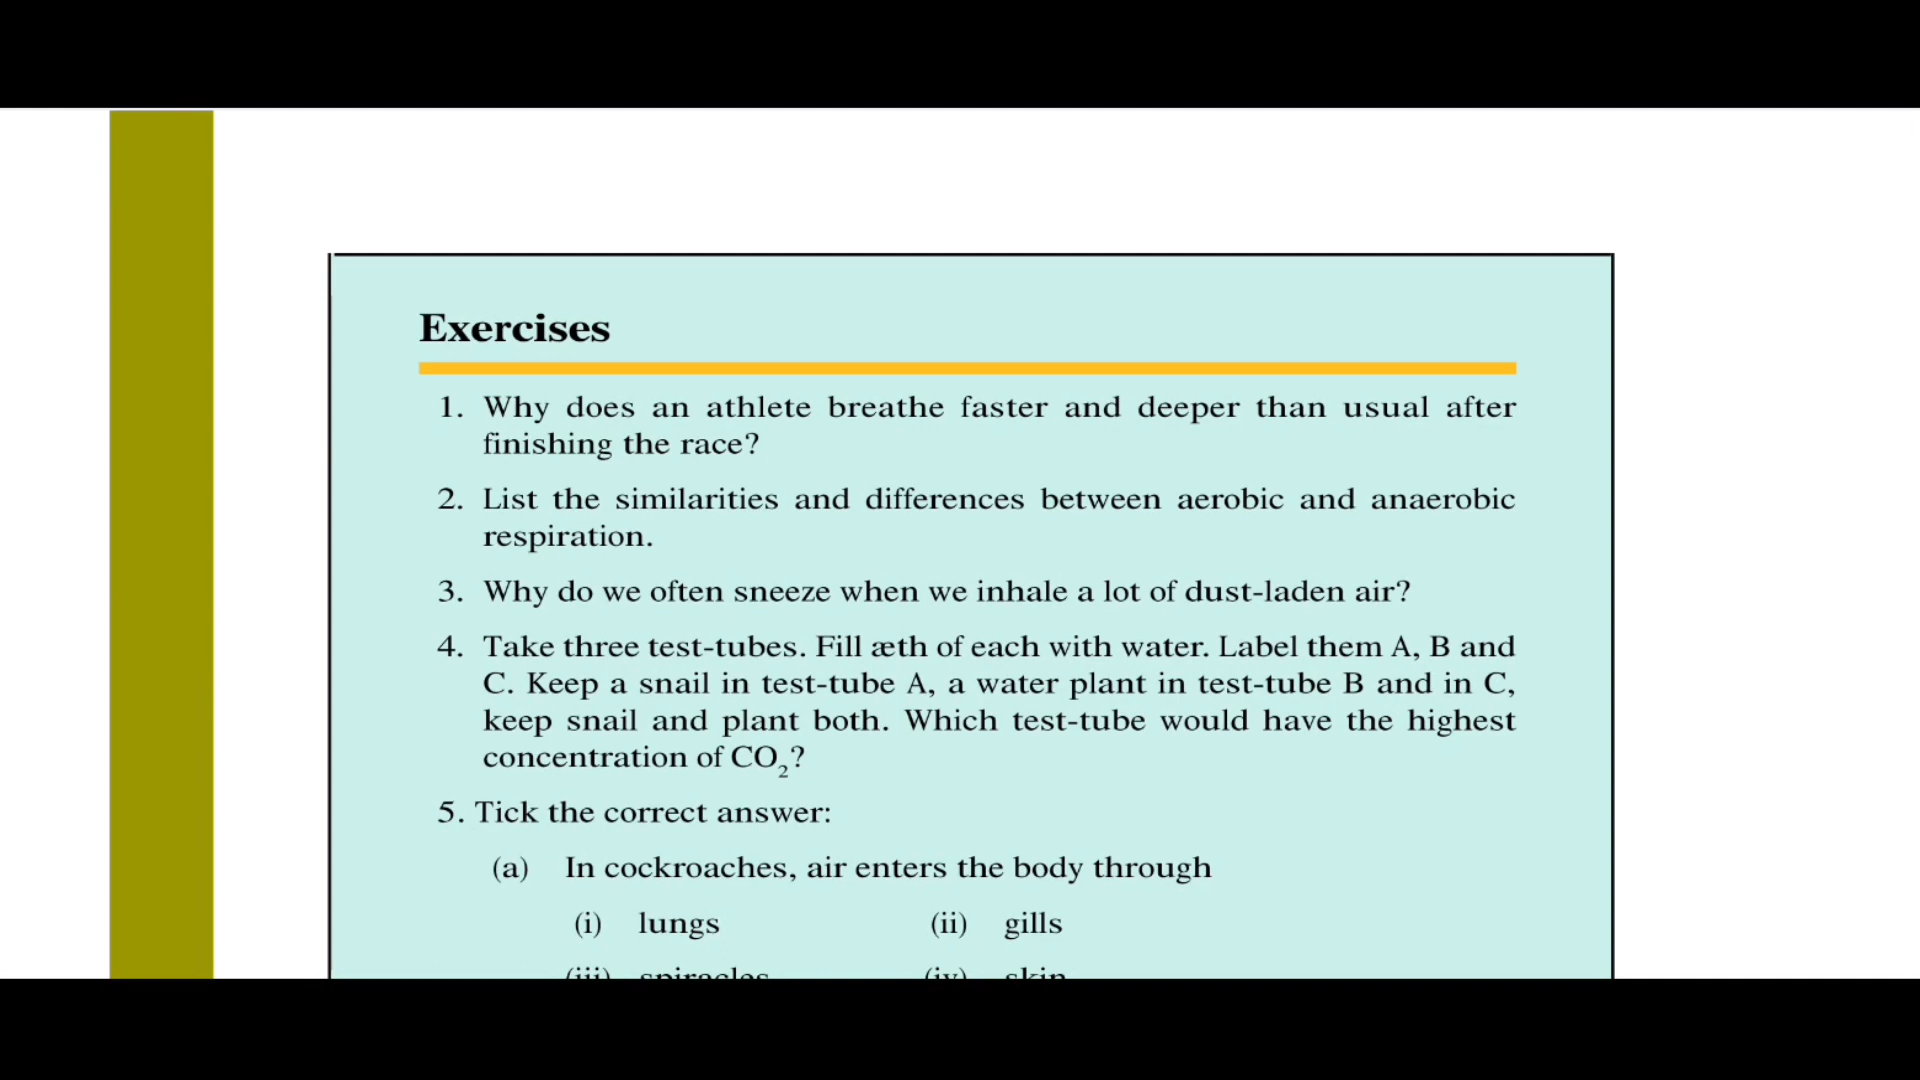 Exercises
1. Why does an athlete breathe faster and deeper than usual after
finishing the race?
2. List the similarities and differences between aerobic and anaerobic
respiration.
3. Why do we often sneeze when we inhale a lot of dust-laden air?
4. Take three test-tubes. Fill æth of each with water. Label them A, B and
C. Keep a snail in test-tube A, a water plant in test-tube B and in C,
keep snail and plant both. Which test-tube would have the highest
concentration of CO₂?
5. Tick the correct answer:
(a) In cockroaches, air enters the body through
(i) lungs (ii) gills
(iii) spiracles (iv) skin